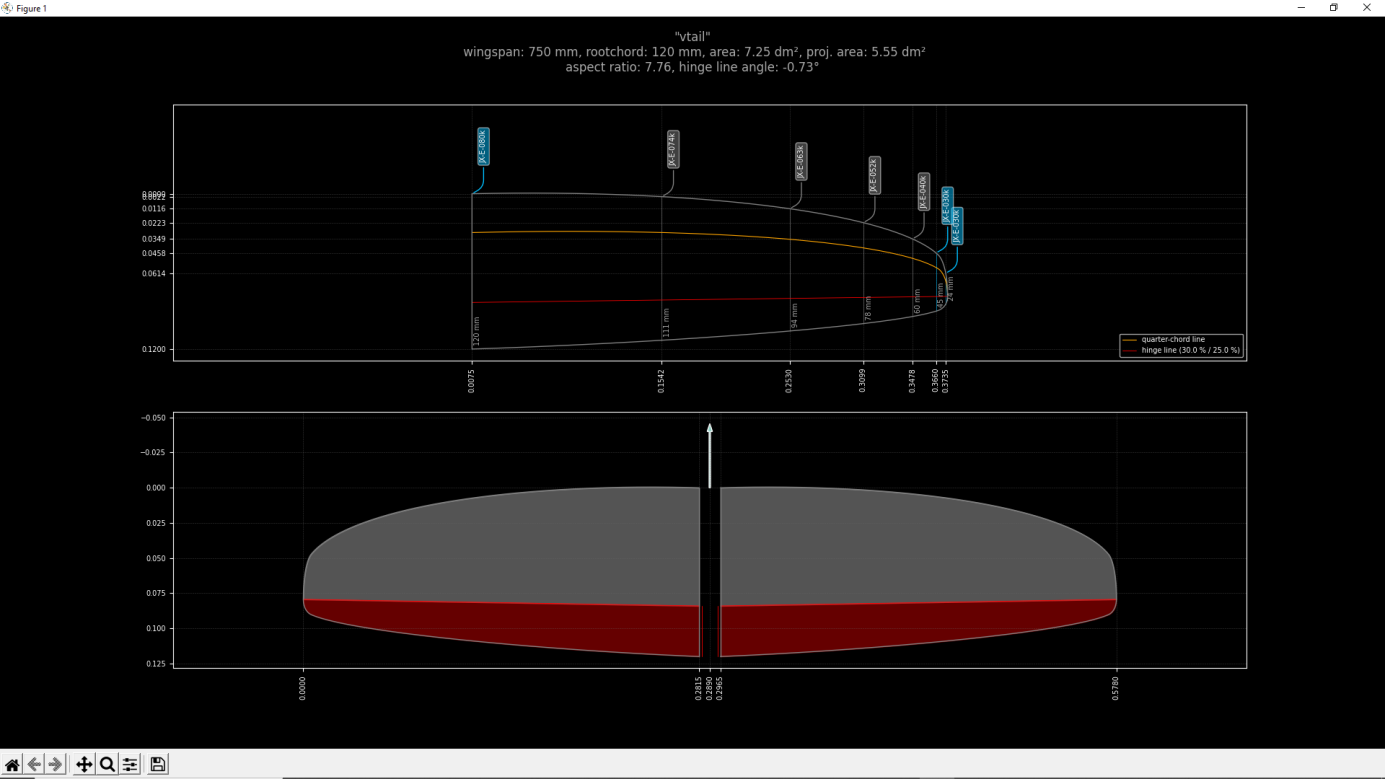 Figure 1
"vtail"
wingspan: 750 mm, rootchord: 120 mm, area: 7.25 dm², proj. area: 5.55 dm²
aspect ratio: 7.76, hinge line angle: -0.73°
JX-E-080k
JX-E-074k
JX-E-063k
JX-E-052k
JX-E-040k
JX-E-030k
JX-E-030k
0.0022
0.0116
0.0223
0.0349
0.0458
0.0614
0.1200
120 mm
111 mm
94 mm
78 mm
60 mm
45 mm
24 mm
quarter-chord line
hinge line (30.0 % / 25.0 %)
0.0075
0.1542
0.2530
0.3099
0.3478
0.3660
0.3735
−0.050
−0.025
0.000
0.025
0.050
0.075
0.100
0.125
0.0000
0.2815
0.2890
0.2965
0.5780